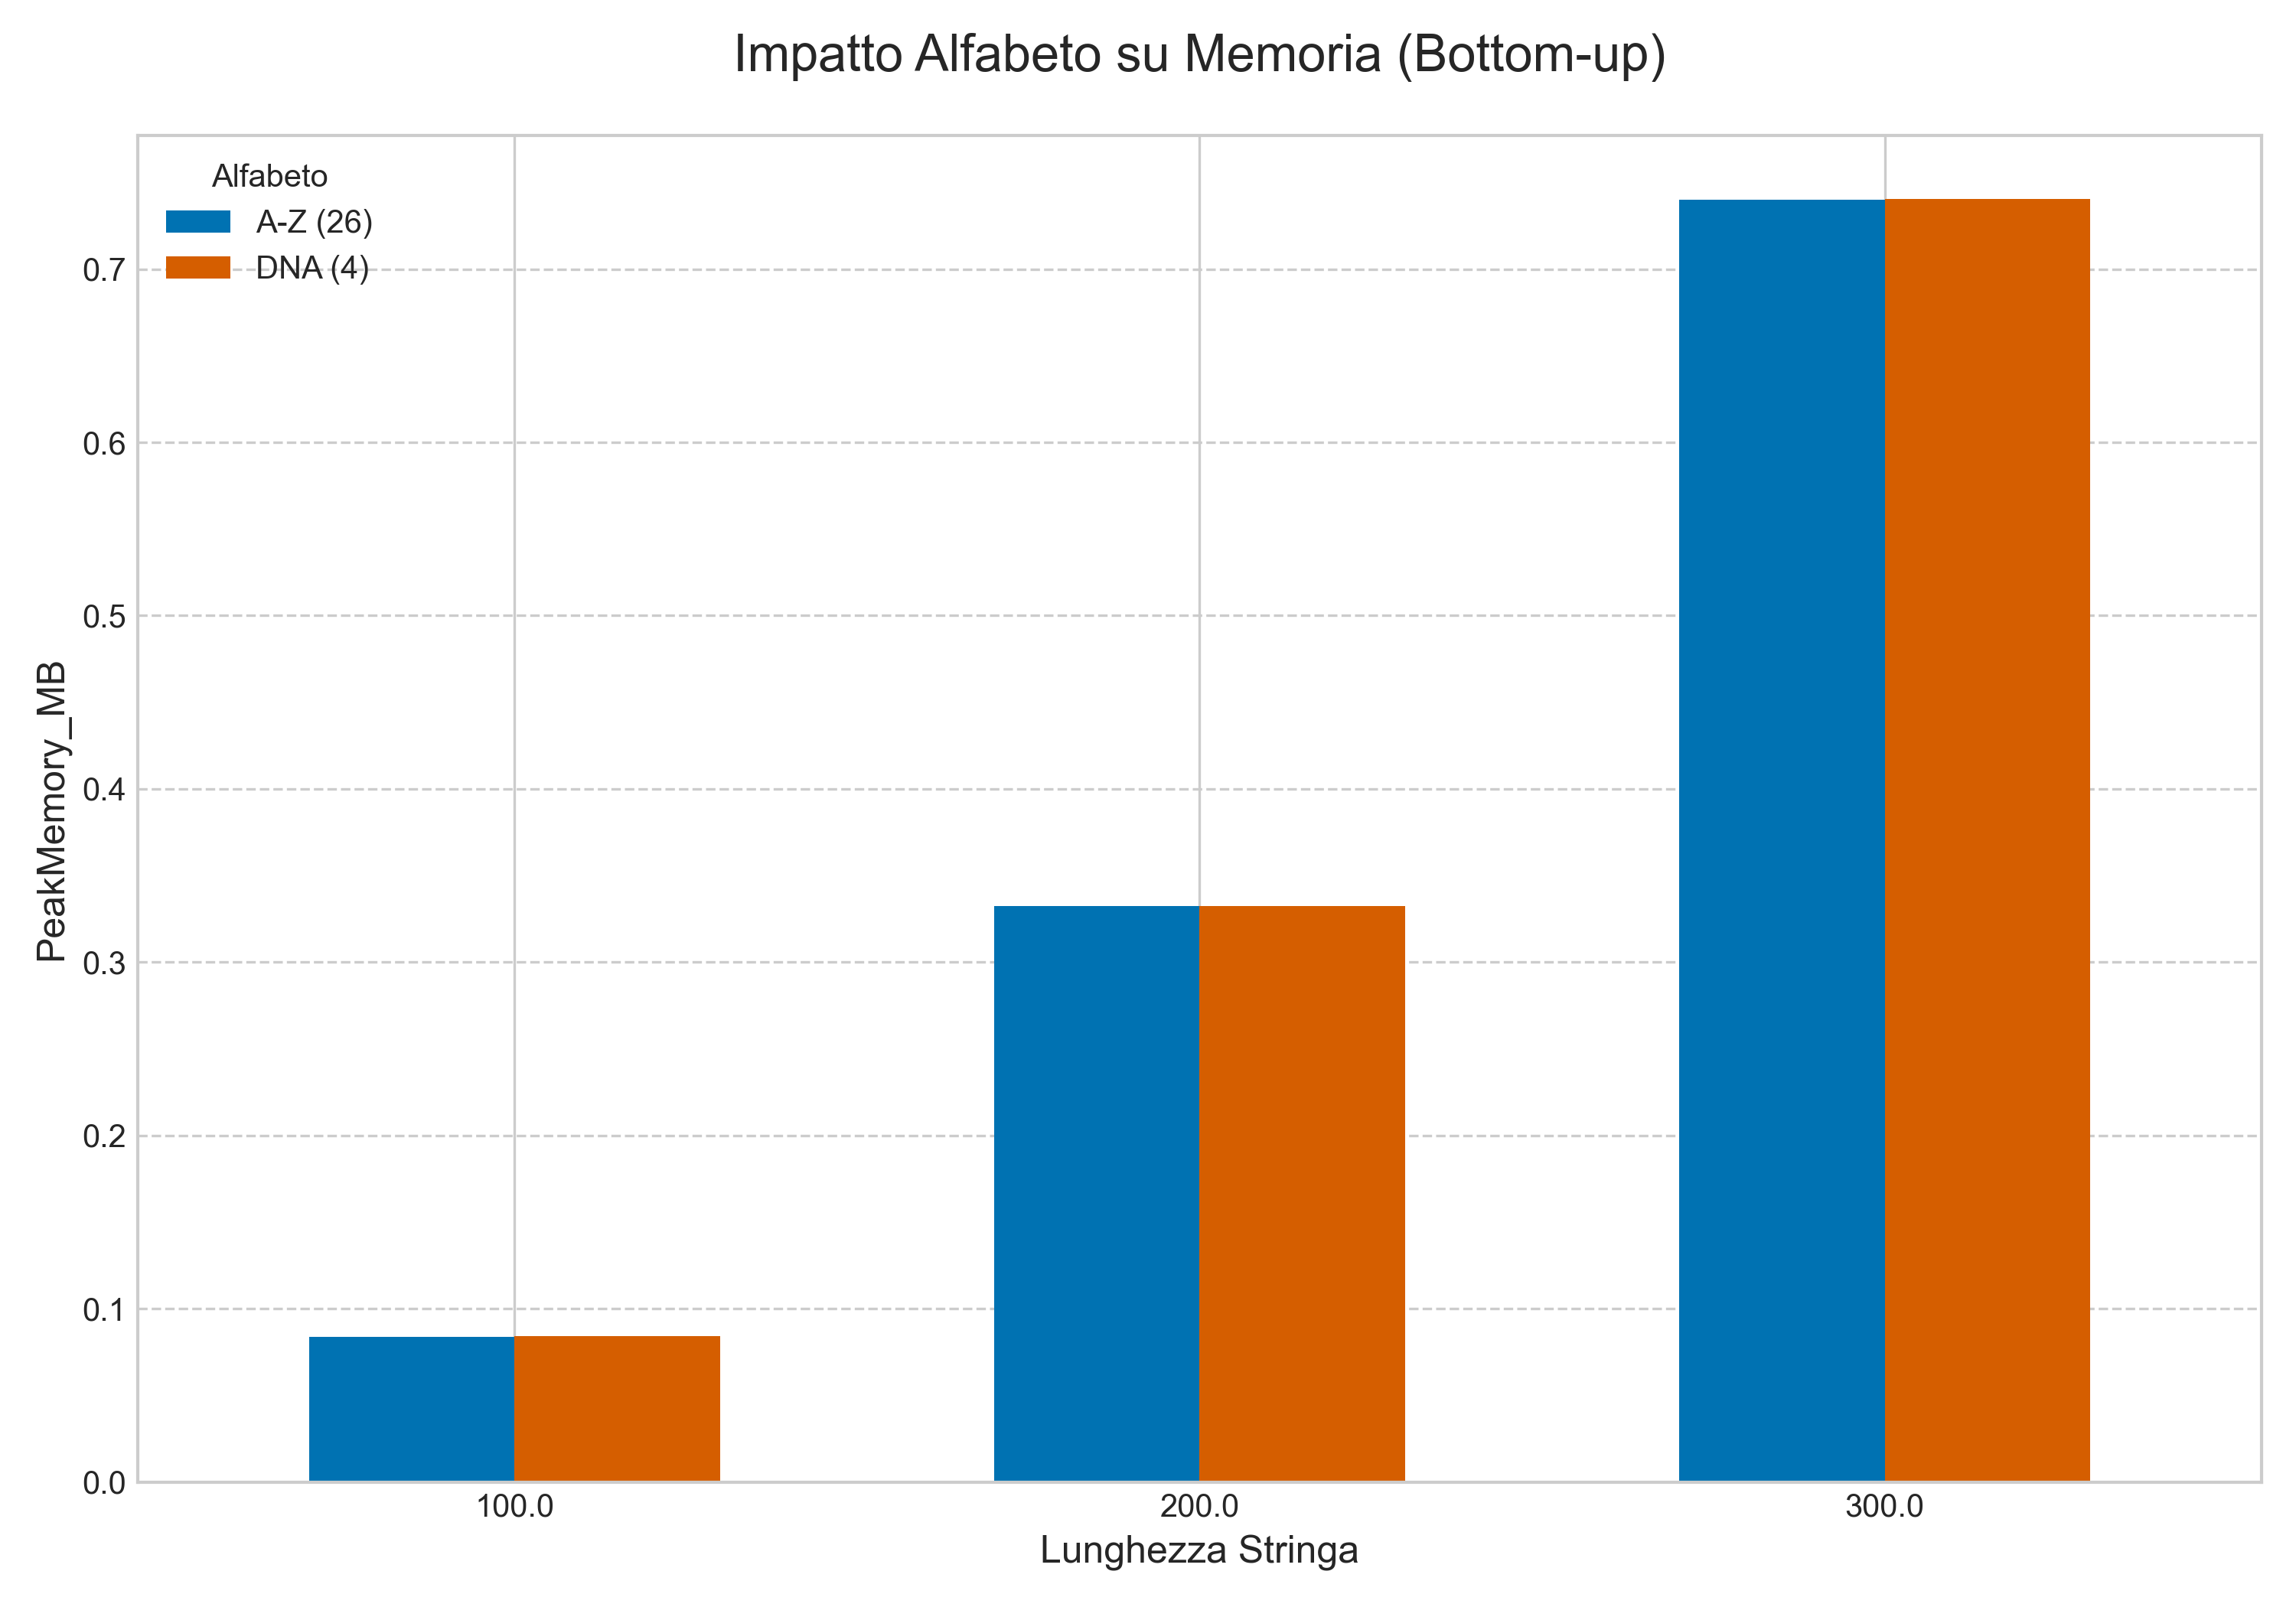 Impatto Alfabeto su Memoria (Bottom-up)
Alfabeto
A-Z (26)
DNA (4)
0.7
0.6
0.5
0.4
0.3
0.2
0.1
0.0
PeakMemory_MB
100.0
200.0
300.0
Lunghezza Stringa